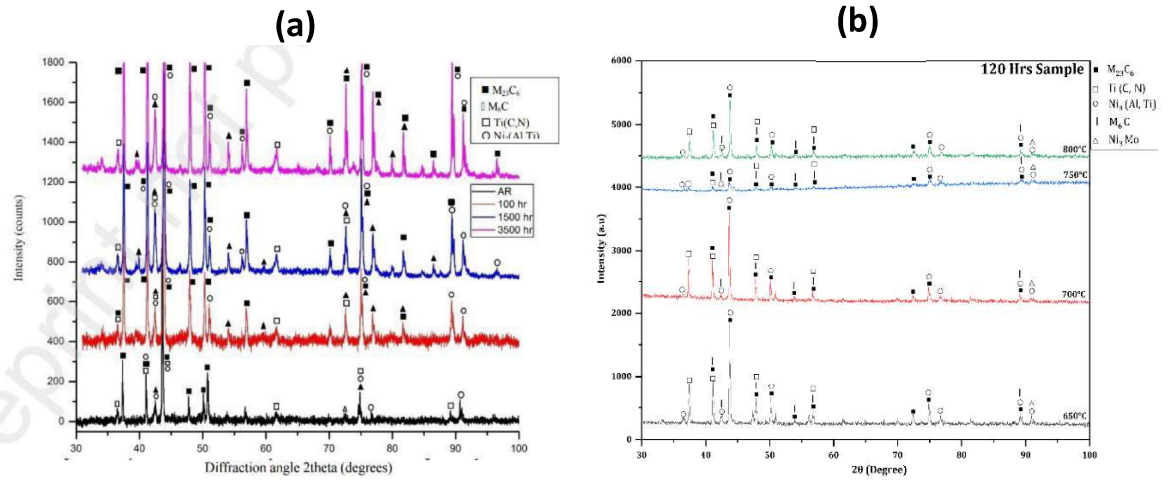 (a)
eprint not p
1800
1600
1400
1200
1000
800
600
400
200
0
30 40 50 60 70 80 90 100
Intensity (counts)
Diffraction angle 2theta (degrees)
■ M₂₃C₆
M₆C
□ Ti(C,N)
○ Ni₃(Al,Ti)
AR
100 hr
1500 hr
3500 hr
(b)
120 Hrs Sample
6000
5000
4000
3000
2000
1000
0
30 40 50 60 70 80 90 100
Intensity (a.u)
2θ (Degree)
800°C
750°C
700°C
650°C
■ M₂₃C₆
□ Ti (C, N)
○ Ni₃ (Al, Ti)
| M₆C
△ Ni₃ Mo